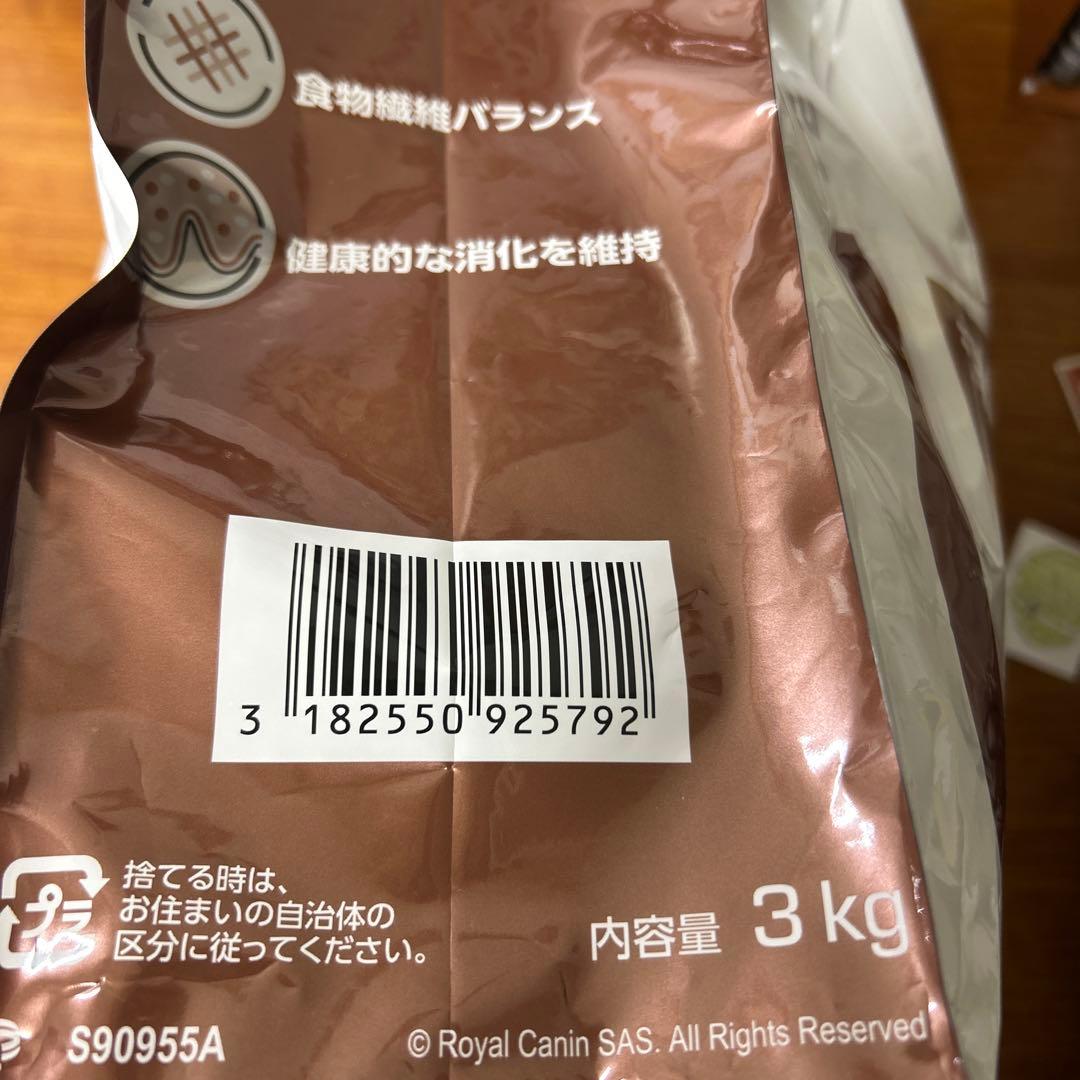 食物繊維バランス
健康的な消化を維持
3 182550 925792
プラ
捨てる時は、
お住まいの自治体の
区分に従ってください。
内容量 3 kg
S90955A
© Royal Canin SAS. All Rights Reserved